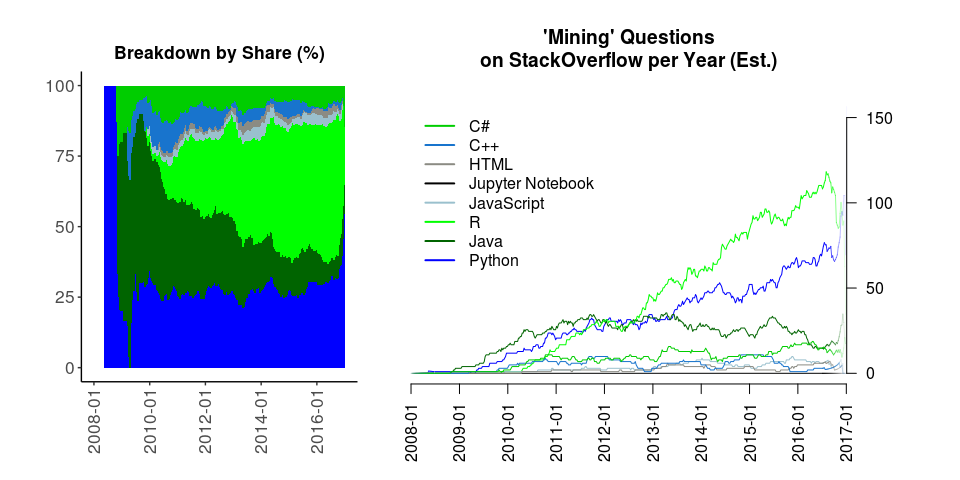 Breakdown by Share (%)
100
75
50
25
0
2008-01
2010-01
2012-01
2014-01
2016-01
'Mining' Questions
on StackOverflow per Year (Est.)
C#
C++
HTML
Jupyter Notebook
JavaScript
R
Java
Python
150
100
50
0
2008-01
2009-01
2010-01
2011-01
2012-01
2013-01
2014-01
2015-01
2016-01
2017-01